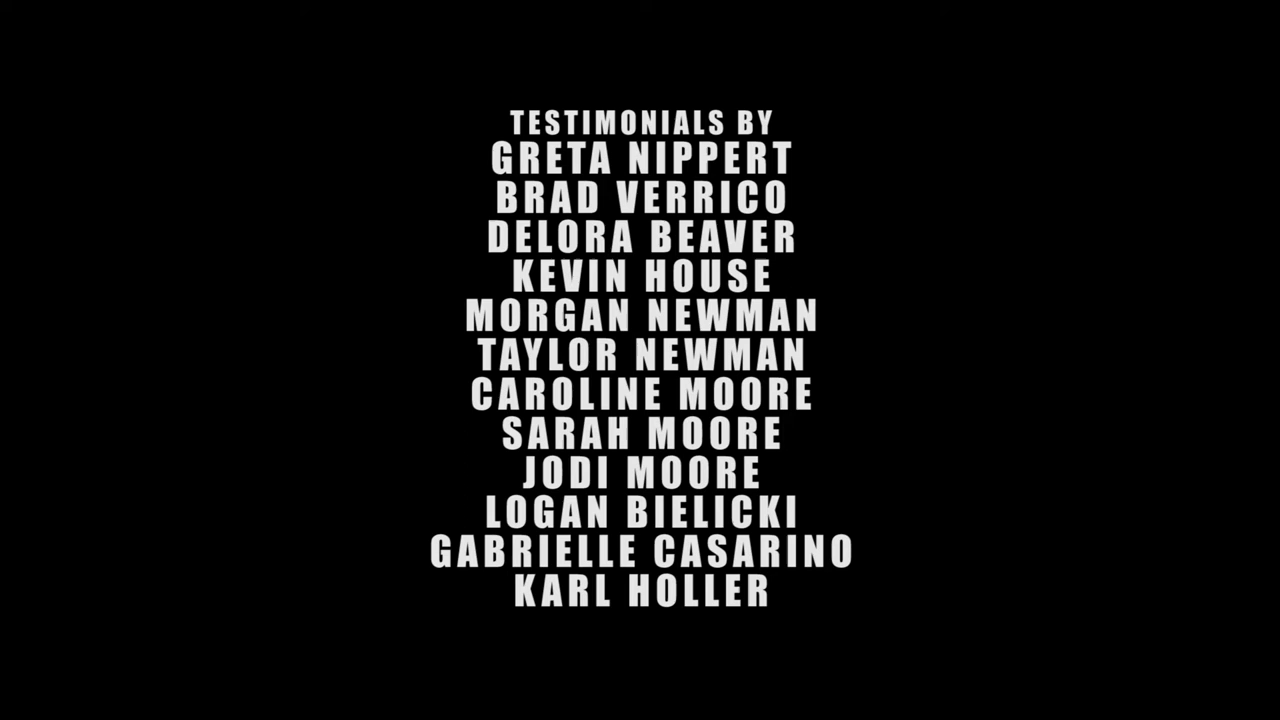 TESTIMONIALS BY
GRETA NIPPERT
BRAD VERRICO
DELORA BEAVER
KEVIN HOUSE
MORGAN NEWMAN
TAYLOR NEWMAN
CAROLINE MOORE
SARAH MOORE
JODI MOORE
LOGAN BIELICKI
GABRIELLE CASARINO
KARL HOLLER